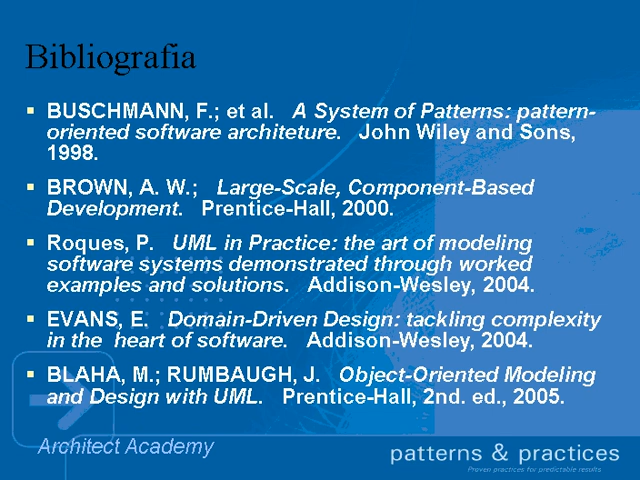 Bibliografia
BUSCHMANN, F.; et al. A System of Patterns: pattern-
oriented software architeture. John Wiley and Sons,
1998.
BROWN, A. W.; Large-Scale, Component-Based
Development. Prentice-Hall, 2000.
Roques, P. UML in Practice: the art of modeling
software systems demonstrated through worked
examples and solutions. Addison-Wesley, 2004.
EVANS, E. Domain-Driven Design: tackling complexity
in the heart of software. Addison-Wesley, 2004.
BLAHA, M.; RUMBAUGH, J. Object-Oriented Modeling
and Design with UML. Prentice-Hall, 2nd. ed., 2005.
Architect Academy
patterns & practices
Proven practices for predictable results